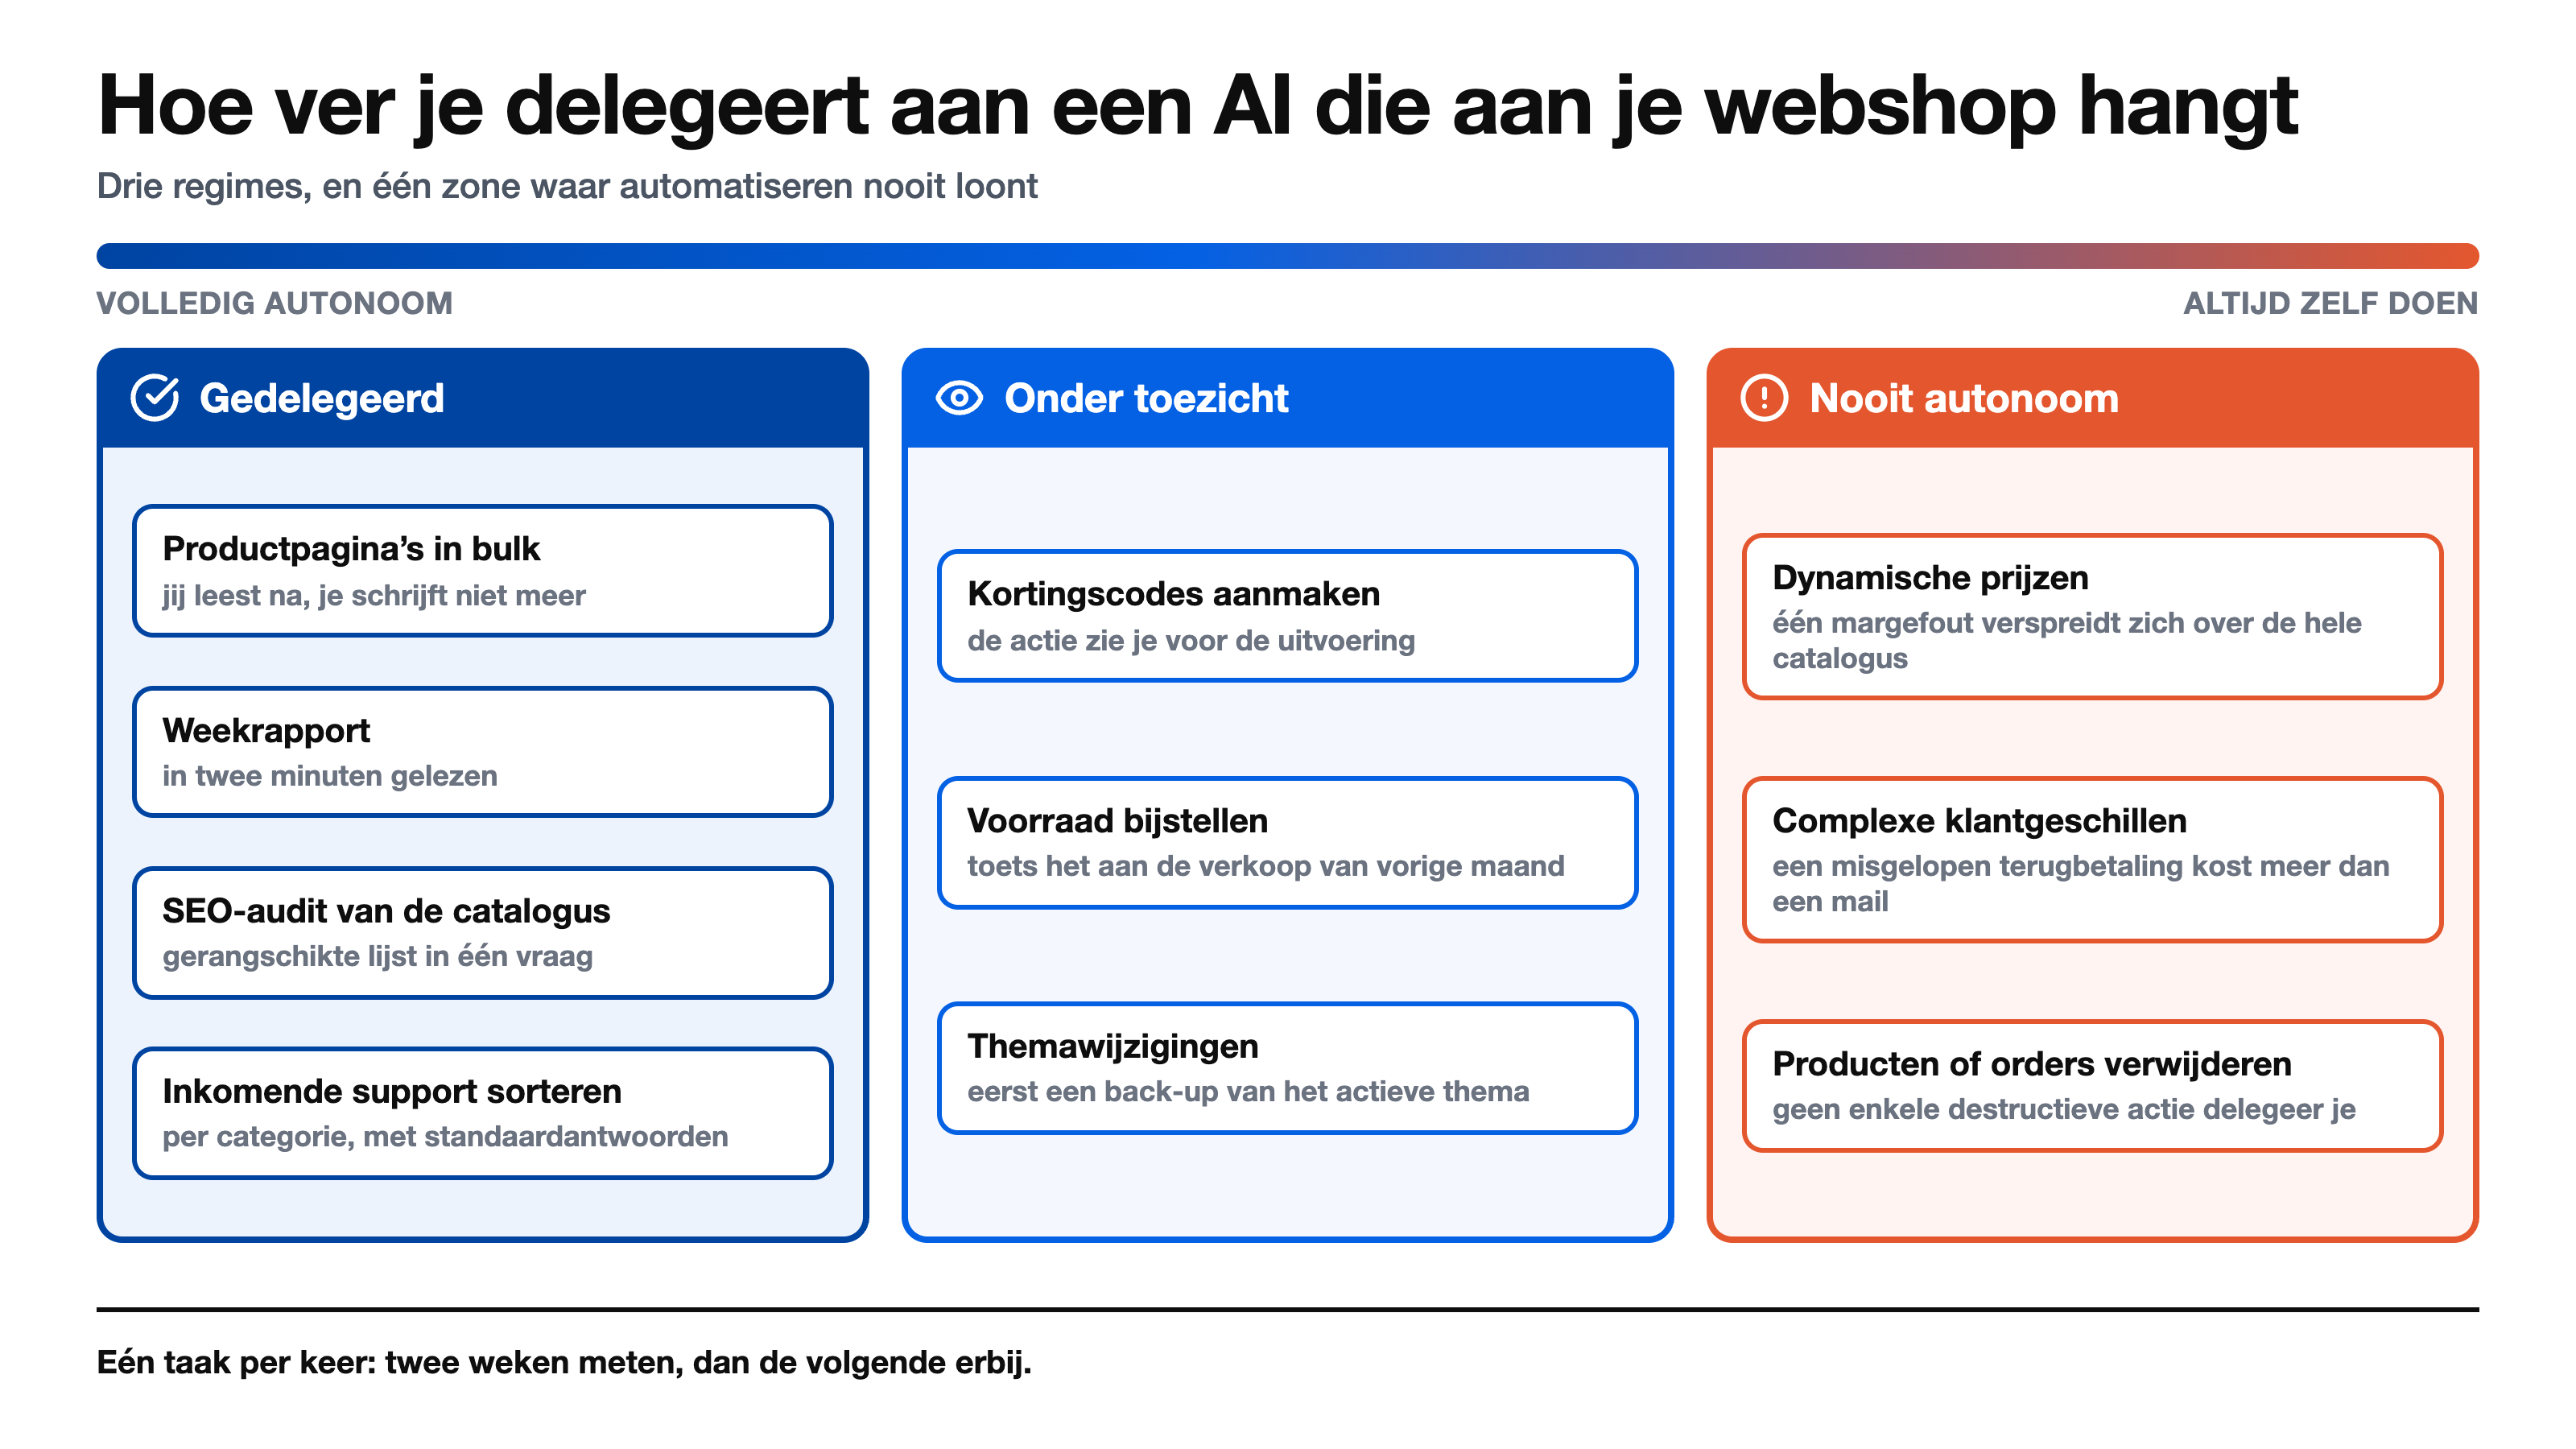 Hoe ver je delegeert aan een AI die aan je webshop hangt
Drie regimes, en één zone waar automatiseren nooit loont
VOLLEDIG AUTONOOM
ALTIJD ZELF DOEN
Gedelegeerd
Productpagina’s in bulk
jij leest na, je schrijft niet meer
Weekrapport
in twee minuten gelezen
SEO-audit van de catalogus
gerangschikte lijst in één vraag
Inkomende support sorteren
per categorie, met standaardantwoorden
Onder toezicht
Kortingscodes aanmaken
de actie zie je voor de uitvoering
Voorraad bijstellen
toets het aan de verkoop van vorige maand
Themawijzigingen
eerst een back-up van het actieve thema
Nooit autonoom
Dynamische prijzen
één margefout verspreidt zich over de hele
catalogus
Complexe klantgeschillen
een misgelopen terugbetaling kost meer dan
een mail
Producten of orders verwijderen
geen enkele destructieve actie delegeer je
Eén taak per keer: twee weken meten, dan de volgende erbij.